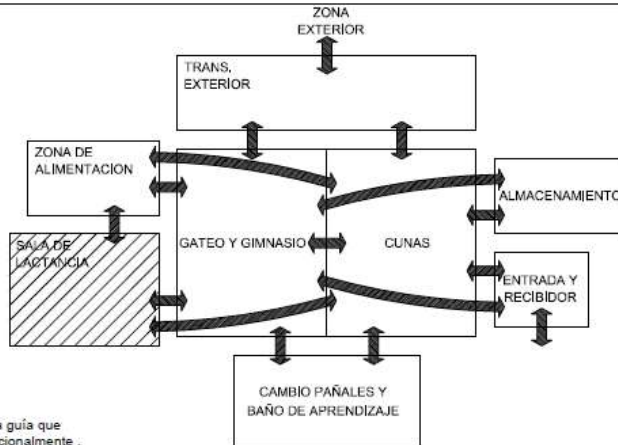 ZONA
EXTERIOR
TRANS.
EXTERIOR
ZONA DE
ALIMENTACION
SALA DE
LACTANCIA
GATEO Y GIMNASIO
CUNAS
ALMACENAMIENTO
ENTRADA Y
RECIBIDOR
CAMBIO PAÑALES Y
BAÑO DE APRENDIZAJE
guía que
cionalmente .